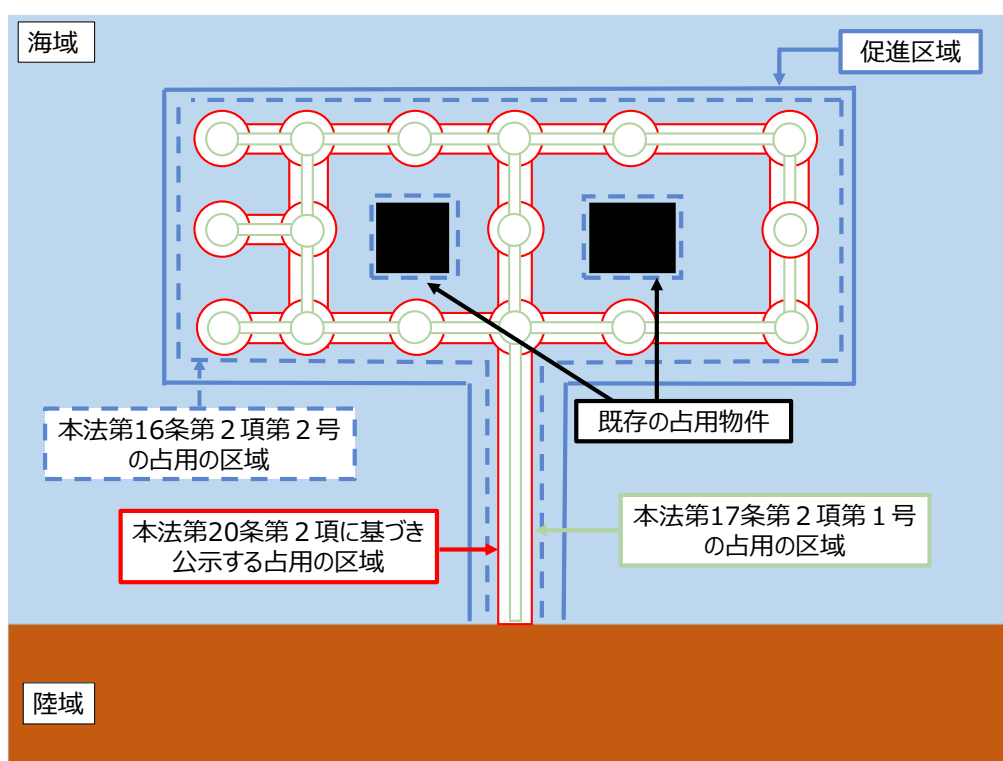 海域
促進区域
本法第16条第２項第２号
の占用の区域
既存の占用物件
本法第20条第２項に基づき
公示する占用の区域
本法第17条第２項第１号
の占用の区域
陸域